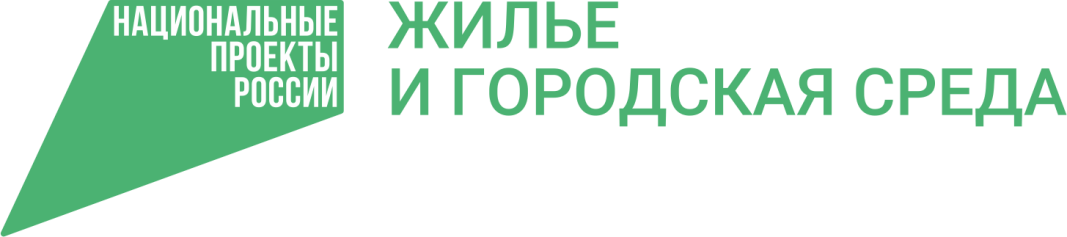 НАЦИОНАЛЬНЫЕ
ПРОЕКТЫ
РОССИИ
ЖИЛЬЕ
И ГОРОДСКАЯ СРЕДА